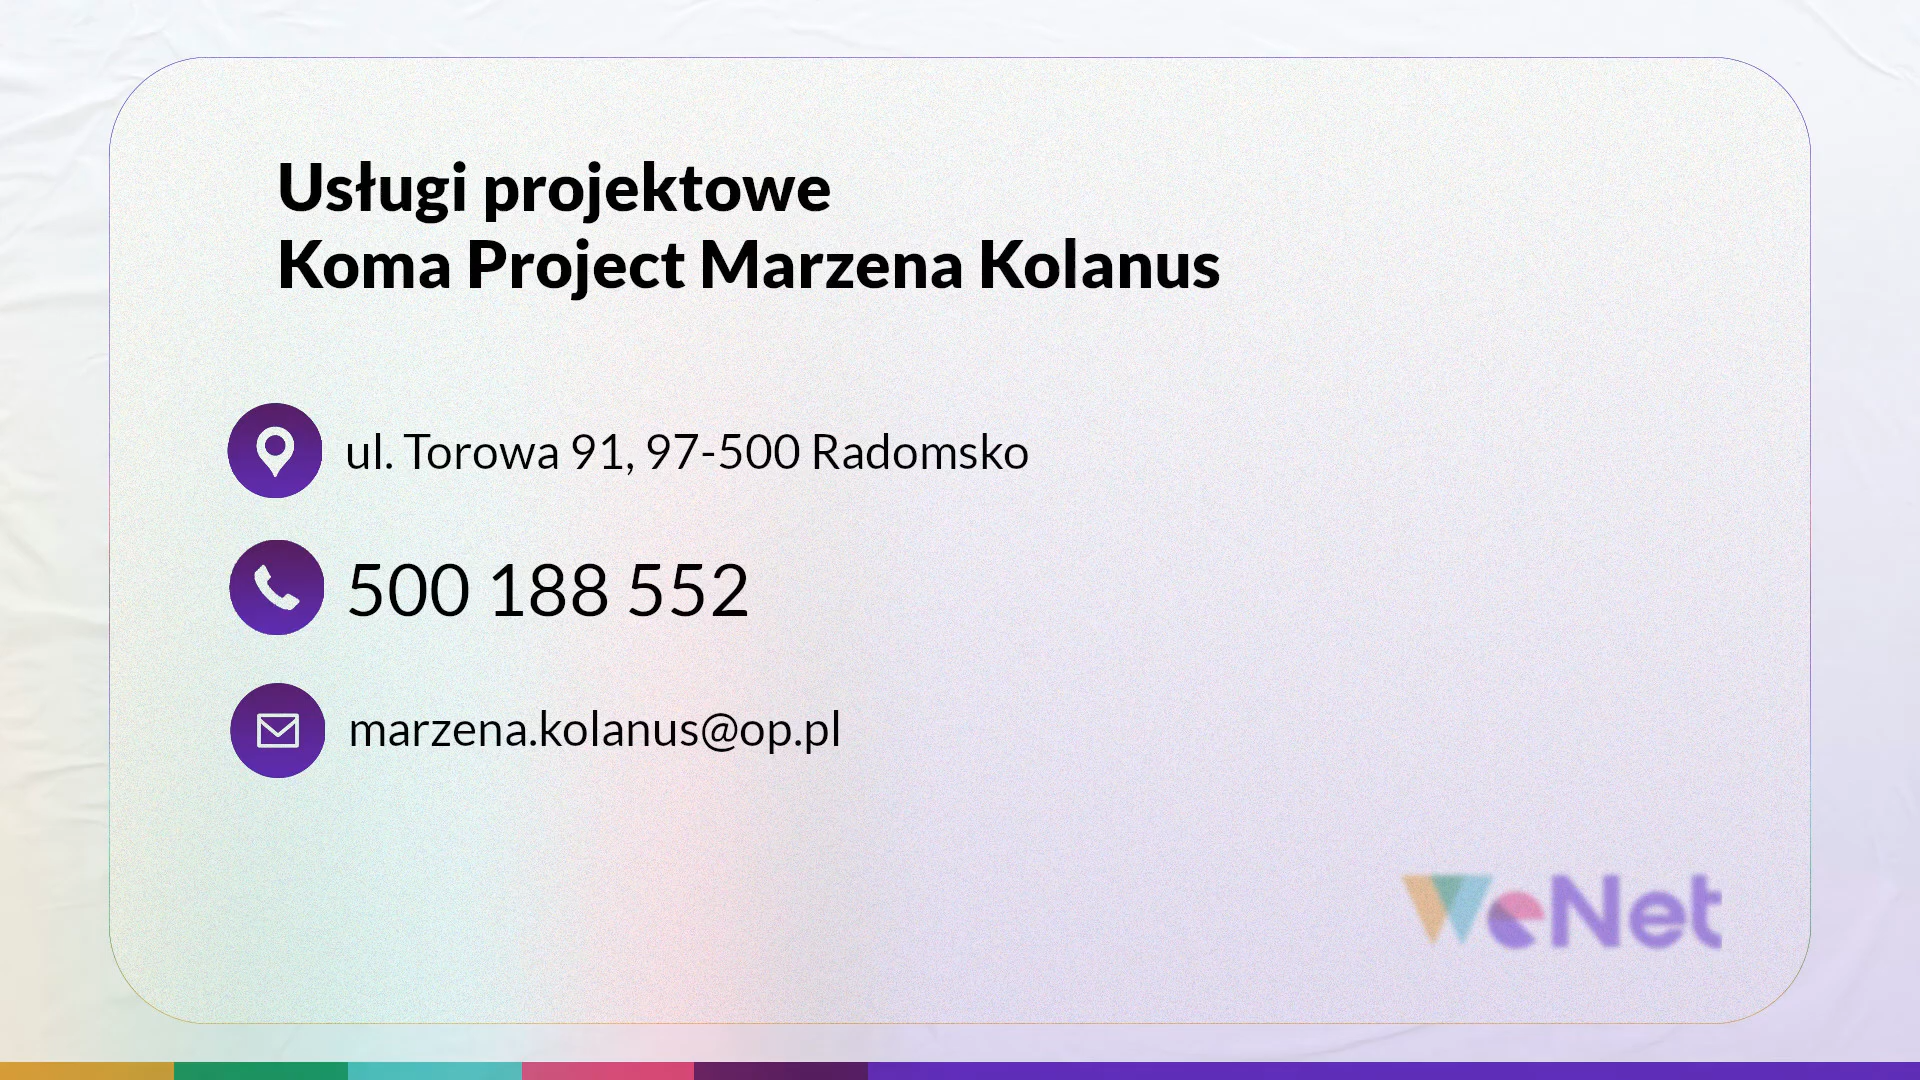 Usługi projektowe
Koma Project Marzena Kolanus
ul. Torowa 91, 97-500 Radomsko
500 188 552
marzena.kolanus@op.pl
WeNet